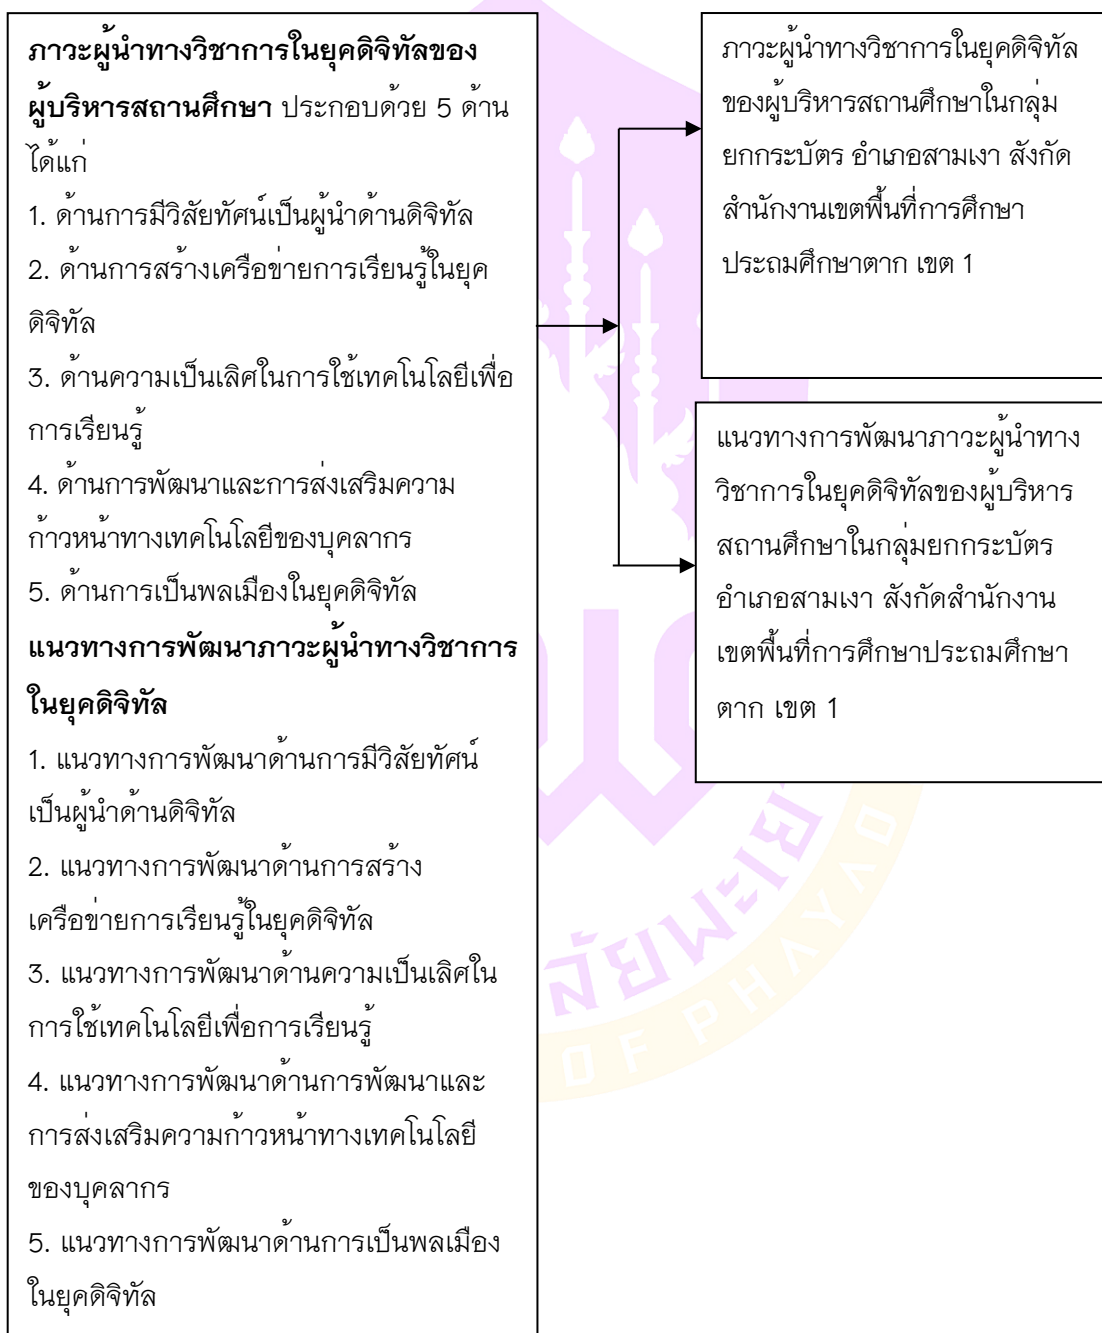 ภาวะผู้นำทางวิชาการในยุคดิจิทัลของ
ผู้บริหารสถานศึกษา ประกอบด้วย 5 ด้าน
ได้แก่
1. ด้านการมีวิสัยทัศน์เป็นผู้นำด้านดิจิทัล
2. ด้านการสร้างเครือข่ายการเรียนรู้ในยุค
ดิจิทัล
3. ด้านความเป็นเลิศในการใช้เทคโนโลยีเพื่อ
การเรียนรู้
4. ด้านการพัฒนาและการส่งเสริมความ
ก้าวหน้าทางเทคโนโลยีของบุคลากร
5. ด้านการเป็นพลเมืองในยุคดิจิทัล
แนวทางการพัฒนาภาวะผู้นำทางวิชาการ
ในยุคดิจิทัล
1. แนวทางการพัฒนาด้านการมีวิสัยทัศน์
เป็นผู้นำด้านดิจิทัล
2. แนวทางการพัฒนาด้านการสร้าง
เครือข่ายการเรียนรู้ในยุคดิจิทัล
3. แนวทางการพัฒนาด้านความเป็นเลิศใน
การใช้เทคโนโลยีเพื่อการเรียนรู้
4. แนวทางการพัฒนาด้านการพัฒนาและ
การส่งเสริมความก้าวหน้าทางเทคโนโลยี
ของบุคลากร
5. แนวทางการพัฒนาด้านการเป็นพลเมือง
ในยุคดิจิทัล
ภาวะผู้นำทางวิชาการในยุคดิจิทัล
ของผู้บริหารสถานศึกษาในกลุ่ม
ยกกระบัตร อำเภอสามเงา สังกัด
สำนักงานเขตพื้นที่การศึกษา
ประถมศึกษาตาก เขต 1
แนวทางการพัฒนาภาวะผู้นำทาง
วิชาการในยุคดิจิทัลของผู้บริหาร
สถานศึกษาในกลุ่มยกกระบัตร
อำเภอสามเงา สังกัดสำนักงาน
เขตพื้นที่การศึกษาประถมศึกษา
ตาก เขต 1
ลัยพะเยา
OF PHAYAO